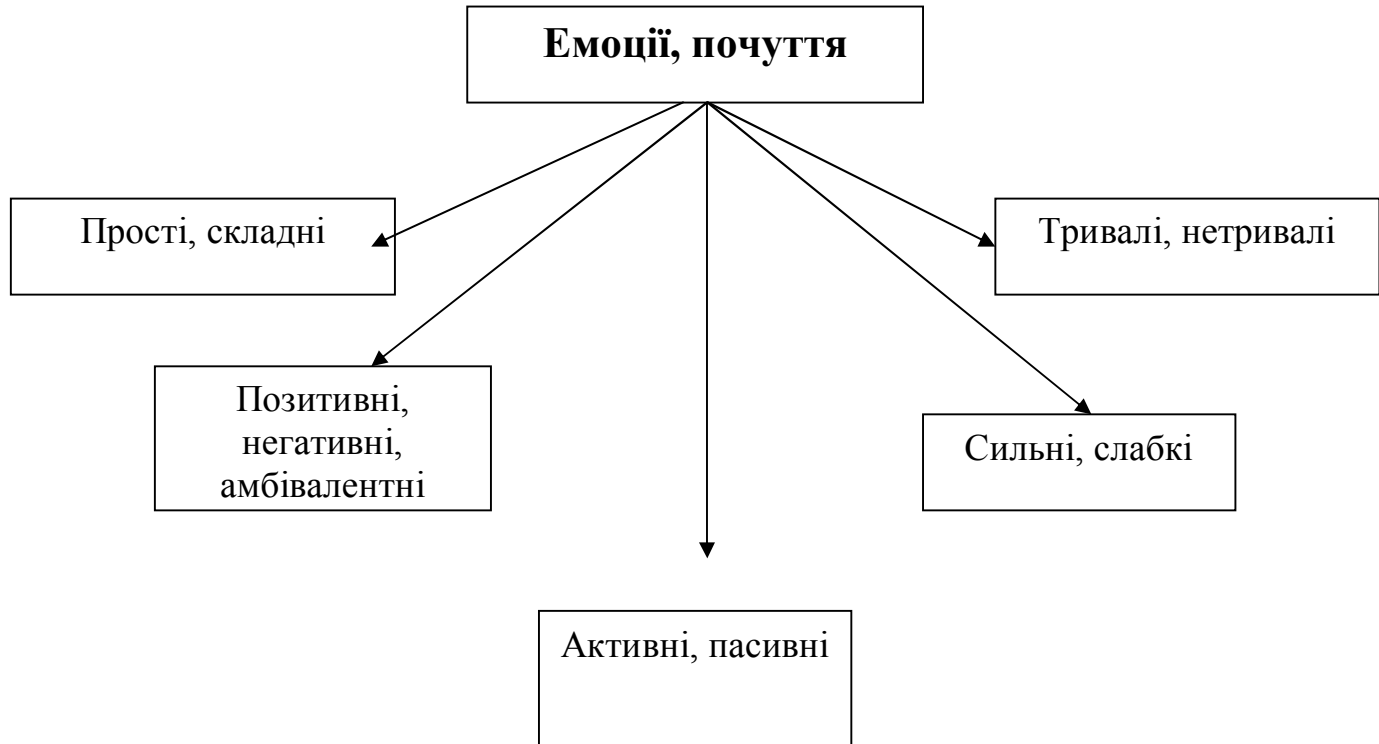 Емоції, почуття
Прості, складні
Тривалі, нетривалі
Позитивні,
негативні,
амбівалентні
Сильні, слабкі
Активні, пасивні